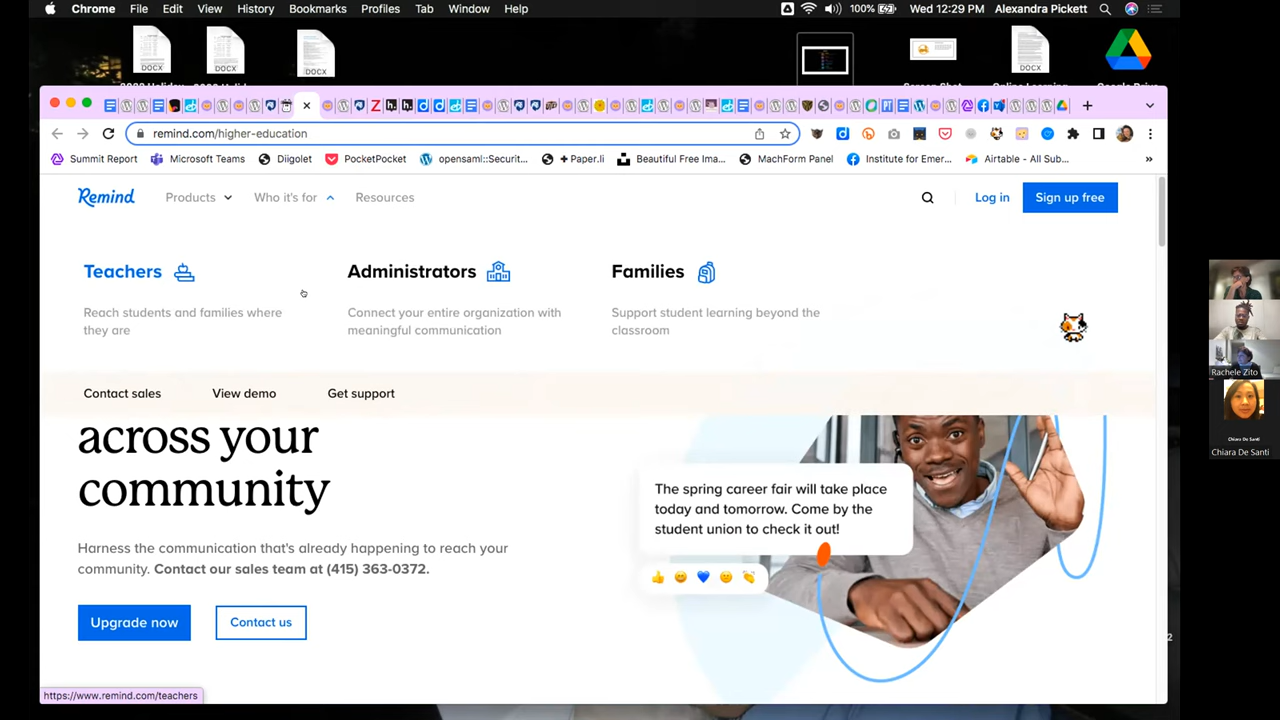 Chrome File Edit View History Bookmarks Profiles Tab Window Help 100% Wed 12:29 PM Alexandra Pickett
DOCX DOCX DOCX
remind.com/higher-education
Summit Report Microsoft Teams Diigolet PocketPocket opensami::Securit... + Paper.li Beautiful Free Ima... MachForm Panel Institute for Emer... Airtable - All Sub... »
Remind Products Who it's for Resources Log in Sign up free
Teachers Administrators Families
Reach students and families where
they are
Connect your entire organization with
meaningful communication
Support student learning beyond the
classroom
Contact sales View demo Get support
across your
community
Harness the communication that's already happening to reach your
community. Contact our sales team at (415) 363-0372.
Upgrade now Contact us
The spring career fair will take place
today and tomorrow. Come by the
student union to check it out!
https://www.remind.com/teachers
Rachele Zito
Chiara De Santi
Chiara De Santi